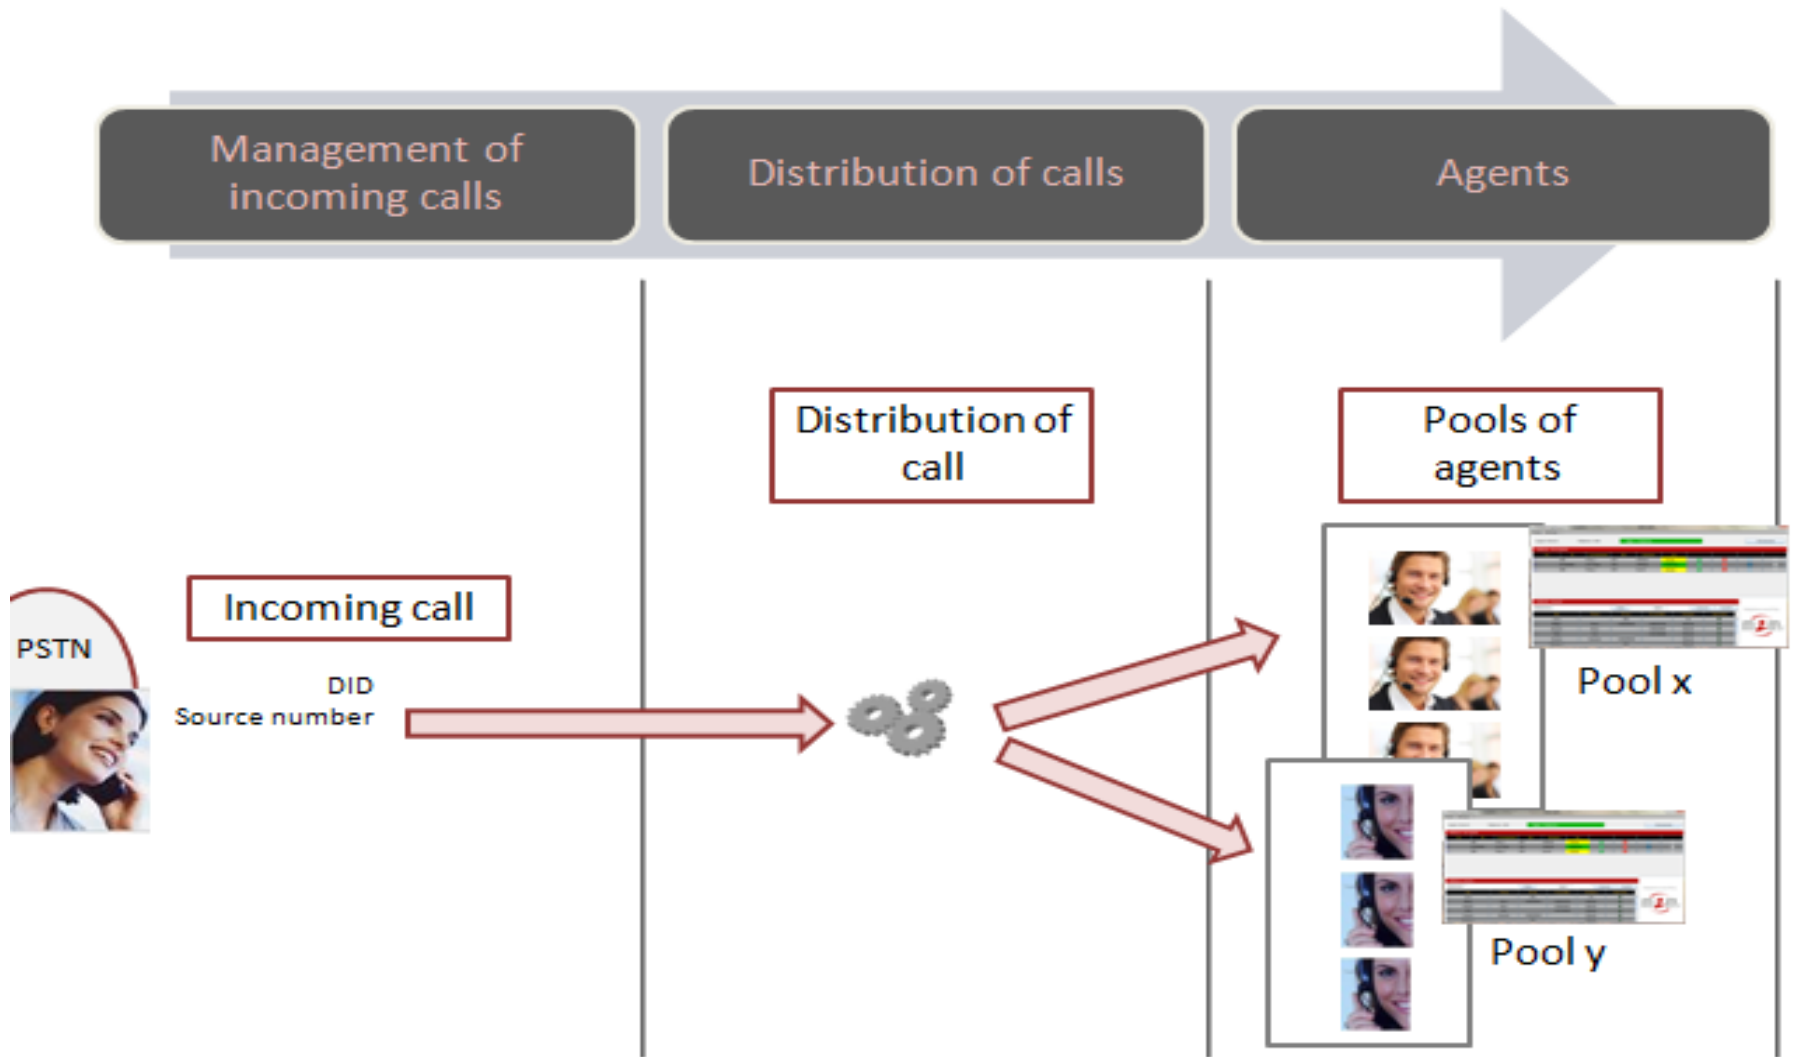 Management of
incoming calls
Distribution of calls
Agents
Distribution of
call
Pools of
agents
Incoming call
PSTN
DID
Source number
Pool x
Pool y